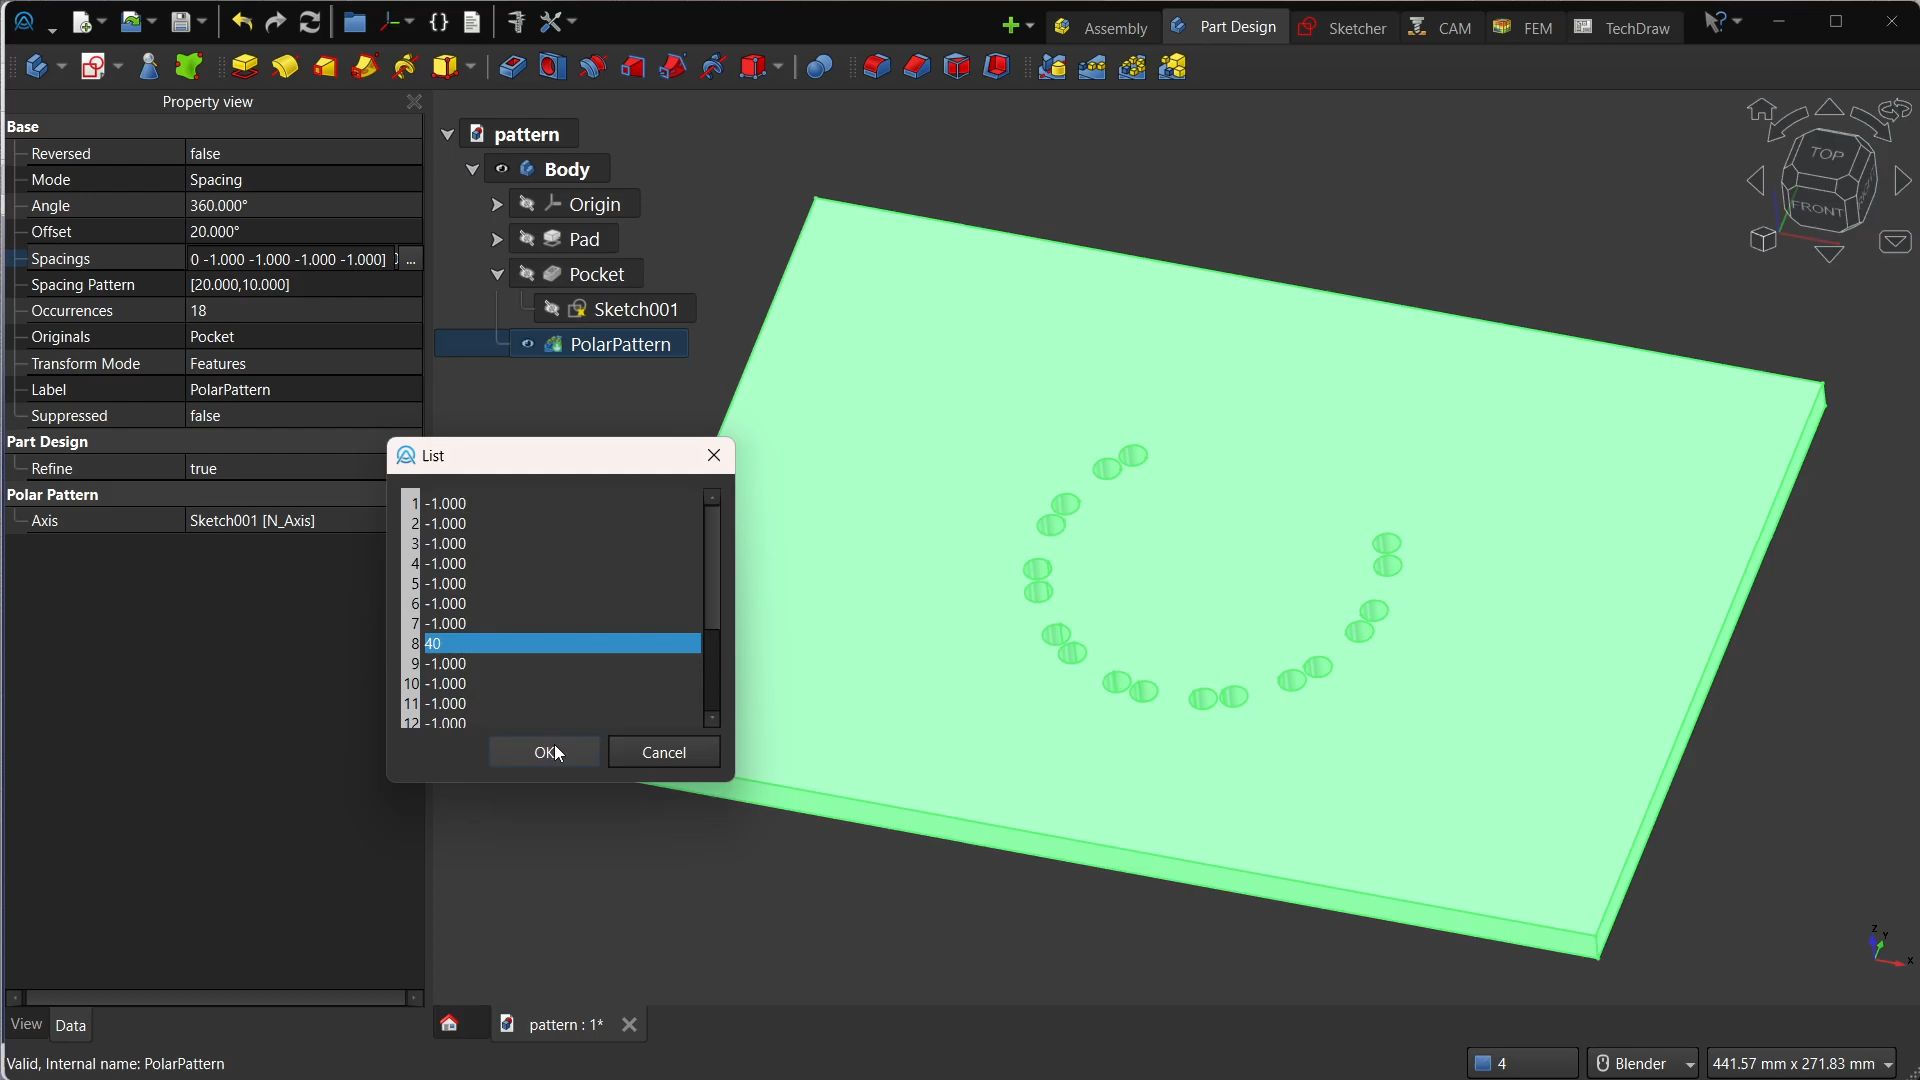 Assembly
Part Design
Sketcher
CAM
FEM
TechDraw
Property view
Base
Reversed false
Mode Spacing
Angle 360.000°
Offset 20.000°
Spacings 0 -1.000 -1.000 -1.000 -1.000] ...
Spacing Pattern [20.000,10.000]
Occurrences 18
Originals Pocket
Transform Mode Features
Label PolarPattern
Suppressed false
Part Design
Refine true
Polar Pattern
Axis Sketch001 [N_Axis]
pattern
Body
Origin
Pad
Pocket
Sketch001
PolarPattern
List
1 -1.000
2 -1.000
3 -1.000
4 -1.000
5 -1.000
6 -1.000
7 -1.000
8 40
9 -1.000
10 -1.000
11 -1.000
12 -1.000
OK
Cancel
TOP
FRONT
Z
Y
X
View
Data
pattern : 1*
Valid, Internal name: PolarPattern
4
Blender
441.57 mm x 271.83 mm